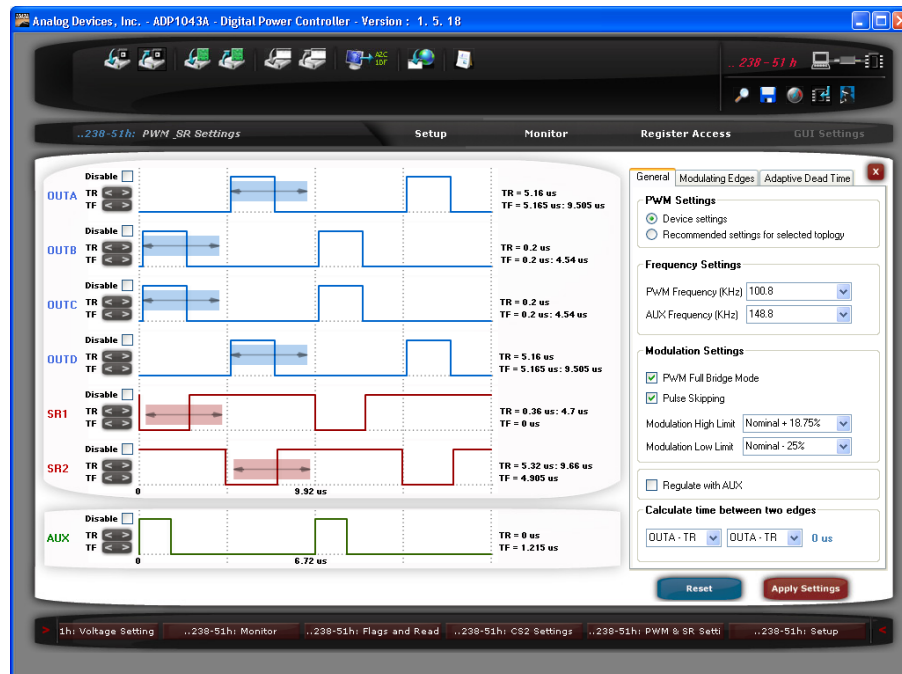 Analog Devices, Inc. - ADP1043A - Digital Power Controller - Version : 1. 5. 18
A2C
1DF
.. 238-51 h
..238-51h: PWM _SR Settings
Setup
Monitor
Register Access
GUI Settings
Disable
OUTA
TR < >
TF < >
TR = 5.16 us
TF = 5.165 us: 9.505 us
Disable
OUTB
TR < >
TF < >
TR = 0.2 us
TF = 0.2 us: 4.54 us
Disable
OUTC
TR < >
TF < >
TR = 0.2 us
TF = 0.2 us: 4.54 us
Disable
OUTD
TR < >
TF < >
TR = 5.16 us
TF = 5.165 us: 9.505 us
Disable
SR1
TR < >
TF < >
TR = 0.36 us: 4.7 us
TF = 0 us
Disable
SR2
TR < >
TF < >
TR = 5.32 us: 9.66 us
TF = 4.905 us
0
9.92 us
Disable
AUX
TR < >
TF < >
TR = 0 us
TF = 1.215 us
0
6.72 us
General
Modulating Edges
Adaptive Dead Time
x
PWM Settings
Device settings
Recommended settings for selected toplogy
Frequency Settings
PWM Frequency (KHz) 100.8
AUX Frequency (KHz) 148.8
Modulation Settings
PWM Full Bridge Mode
Pulse Skipping
Modulation High Limit Nominal + 18.75%
Modulation Low Limit Nominal - 25%
Regulate with AUX
Calculate time between two edges
OUTA - TR OUTA - TR 0 us
Reset
Apply Settings
> 1h: Voltage Setting ..238-51h: Monitor ..238-51h: Flags and Read ..238-51h: CS2 Settings ..238-51h: PWM & SR Setti ..238-51h: Setup <